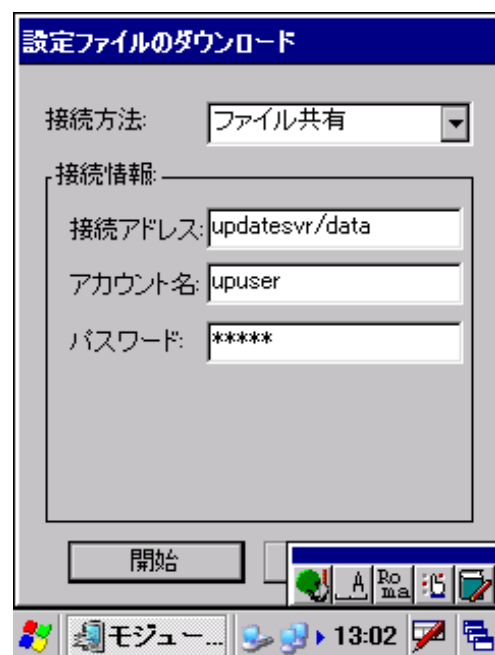 設定ファイルのダウンロード
接続方法: ファイル共有
接続情報:
接続アドレス: updatesvr/data
アカウント名: upuser
パスワード: *****
開始
A Roma
モジュー... 13:02